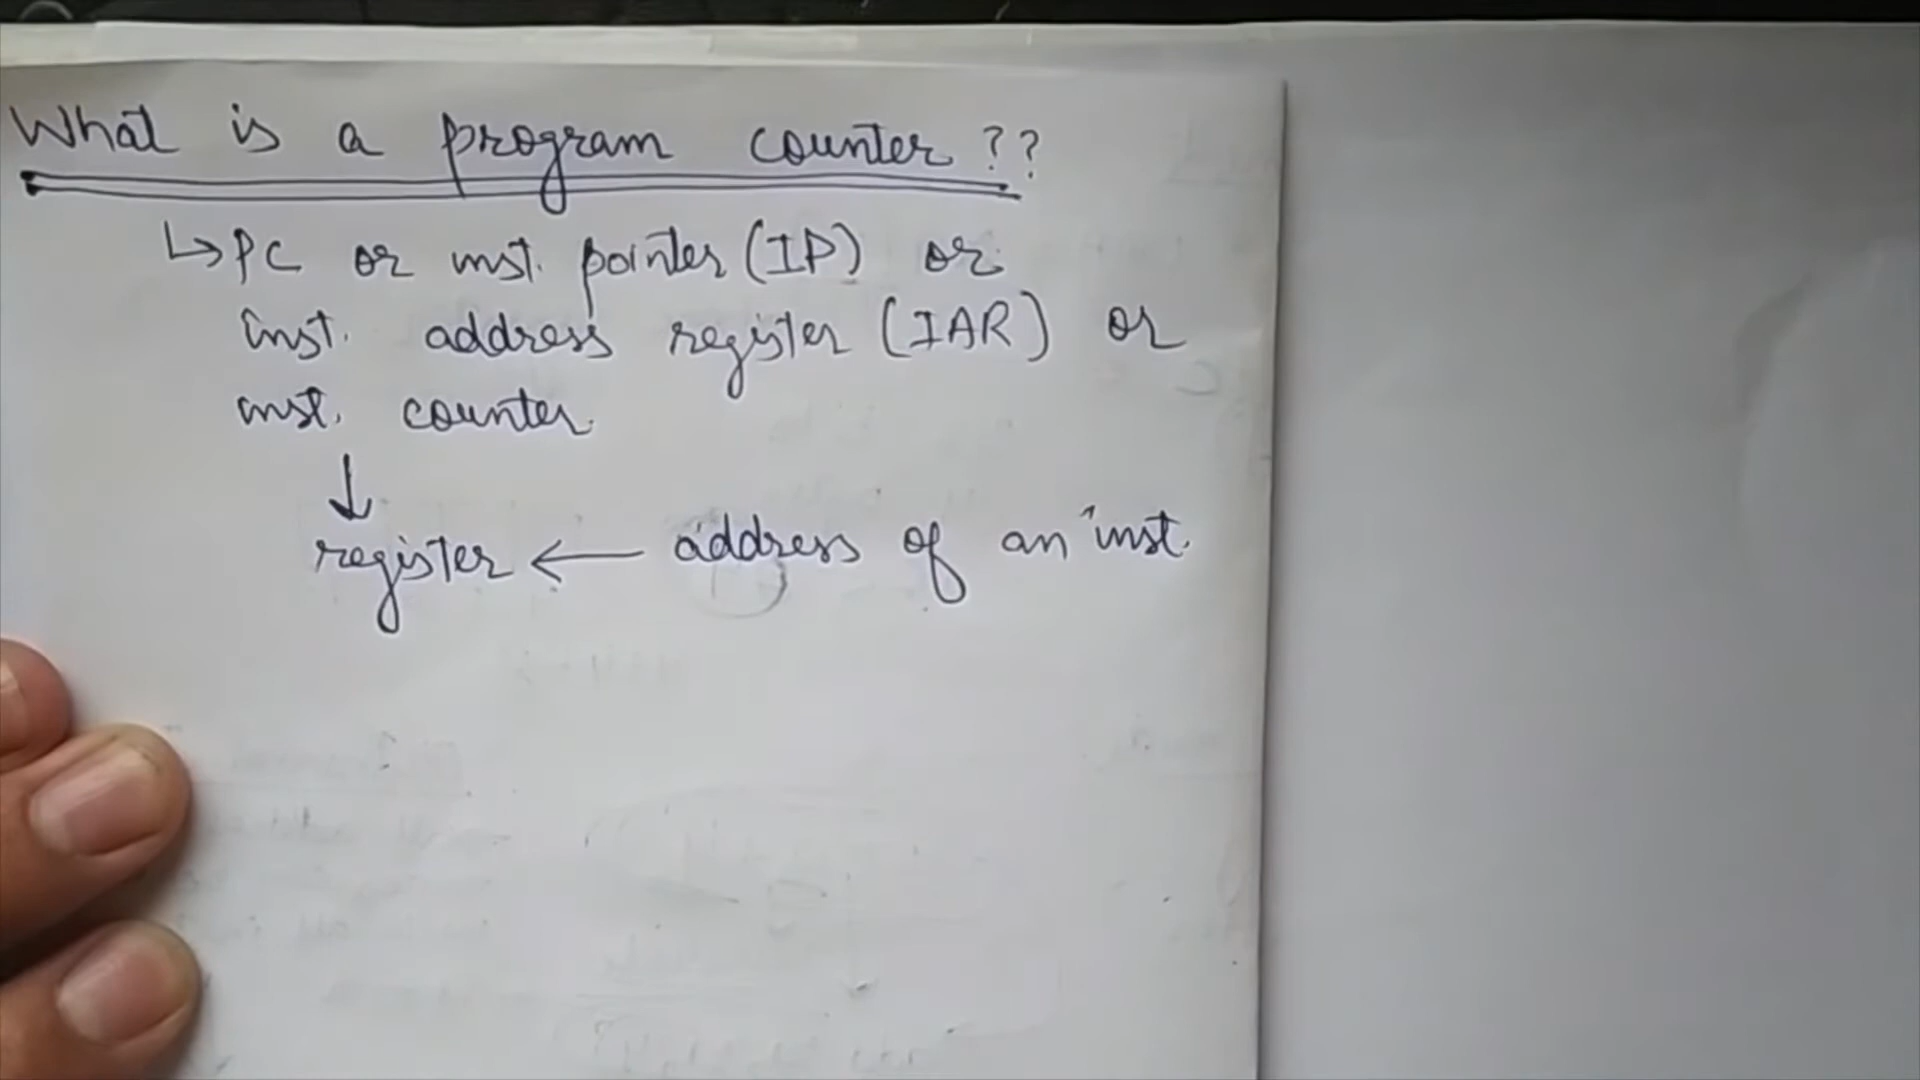 What is a program counter ??
↳ PC or inst. pointer (IP) or
inst. address register (IAR) or
inst. counter.
↓
register ← address of an inst.